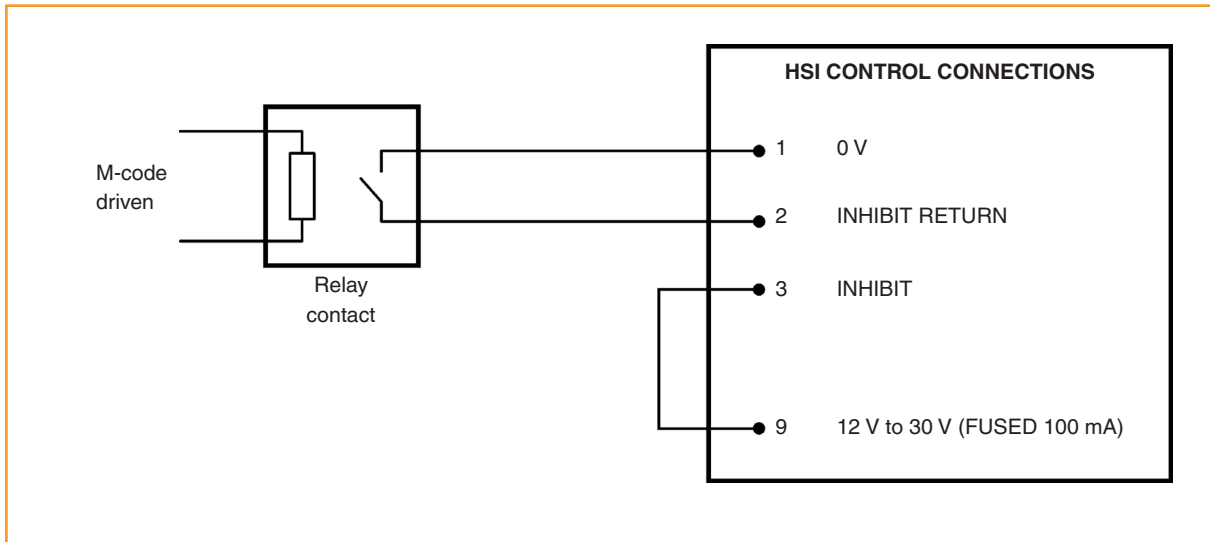 HSI CONTROL CONNECTIONS
1 0 V
M-code
driven
2 INHIBIT RETURN
Relay
contact
3 INHIBIT
9 12 V to 30 V (FUSED 100 mA)